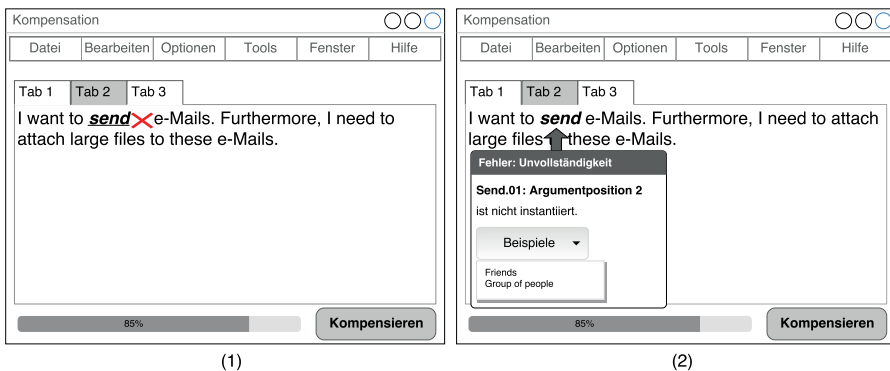 Kompensation
Datei Bearbeiten Optionen Tools Fenster Hilfe
Tab 1 Tab 2 Tab 3
I want to send e-Mails. Furthermore, I need to
attach large files to these e-Mails.
85%
Kompensieren
(1)
Kompensation
Datei Bearbeiten Optionen Tools Fenster Hilfe
Tab 1 Tab 2 Tab 3
I want to send e-Mails. Furthermore, I need to attach
large files to these e-Mails.
Fehler: Unvollständigkeit
Send.01: Argumentposition 2
ist nicht instantiiert.
Beispiele
Friends
Group of people
85%
Kompensieren
(2)